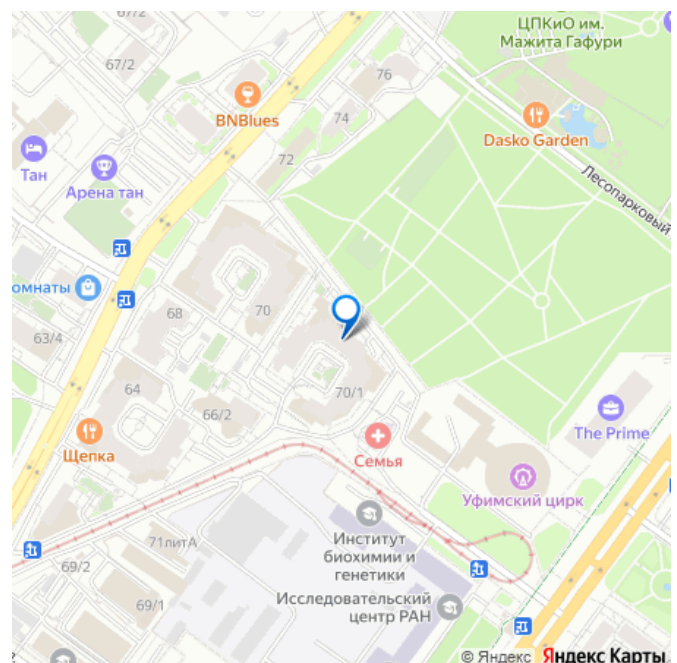 ЦПКиО им.
Мажита Гафури
67/2
76
BNBlues
74
Dasko Garden
72
Тан
Арена тан
Лесопарковый
омнаты
70
68
63/4
64
70/1
66/2
The Prime
Щепка
Семья
Уфимский цирк
Институт
биохимии и
генетики
71литА
69/2
Исследовательский
центр РАН
69/1
2
© Яндекс Яндекс Карты